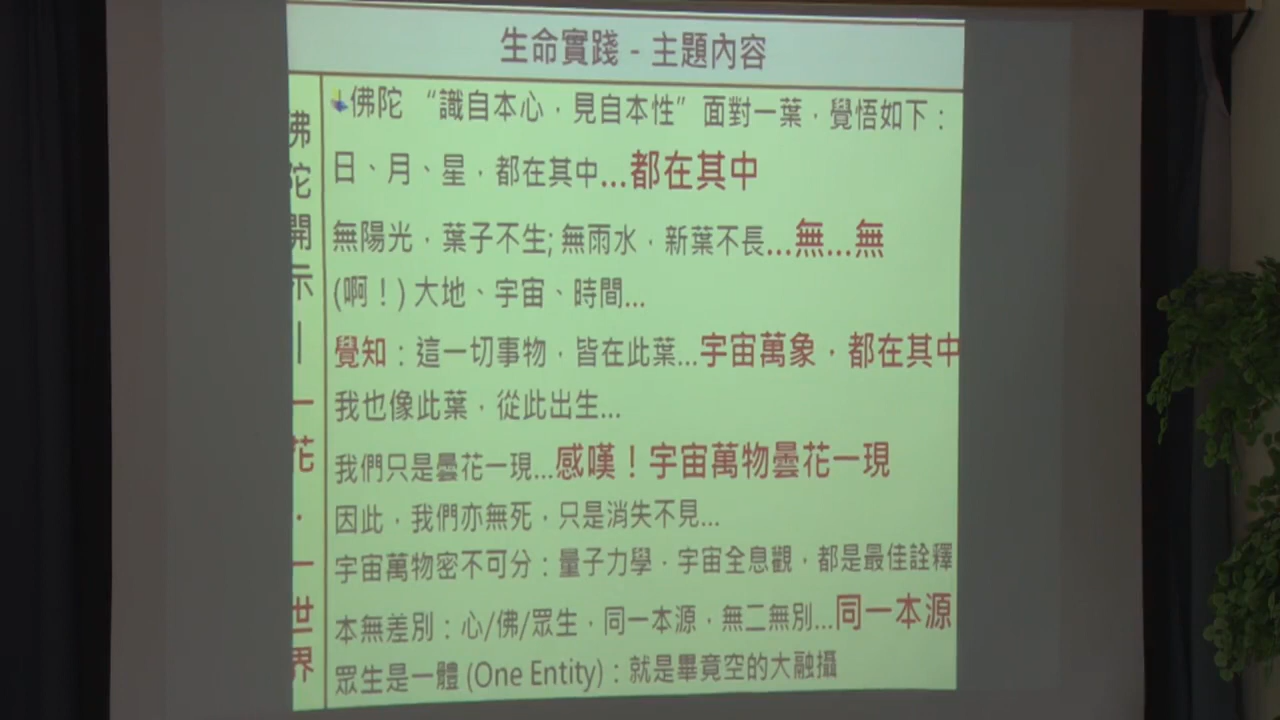 生命實踐 - 主題內容
佛陀開示 — 一花．一世界
佛陀 “識自本心，見自本性” 面對一葉，覺悟如下：
日、月、星，都在其中...都在其中
無陽光，葉子不生; 無雨水，新葉不長...無...無
(啊！) 大地、宇宙、時間...
覺知：這一切事物，皆在此葉...宇宙萬象，都在其中
我也像此葉，從此出生...
我們只是曇花一現...感嘆！宇宙萬物曇花一現
因此，我們亦無死，只是消失不見...
宇宙萬物密不可分：量子力學．宇宙全息觀，都是最佳詮釋
本無差別：心/佛/眾生，同一本源，無二無別...同一本源
眾生是一體 (One Entity)：就是畢竟空的大融攝